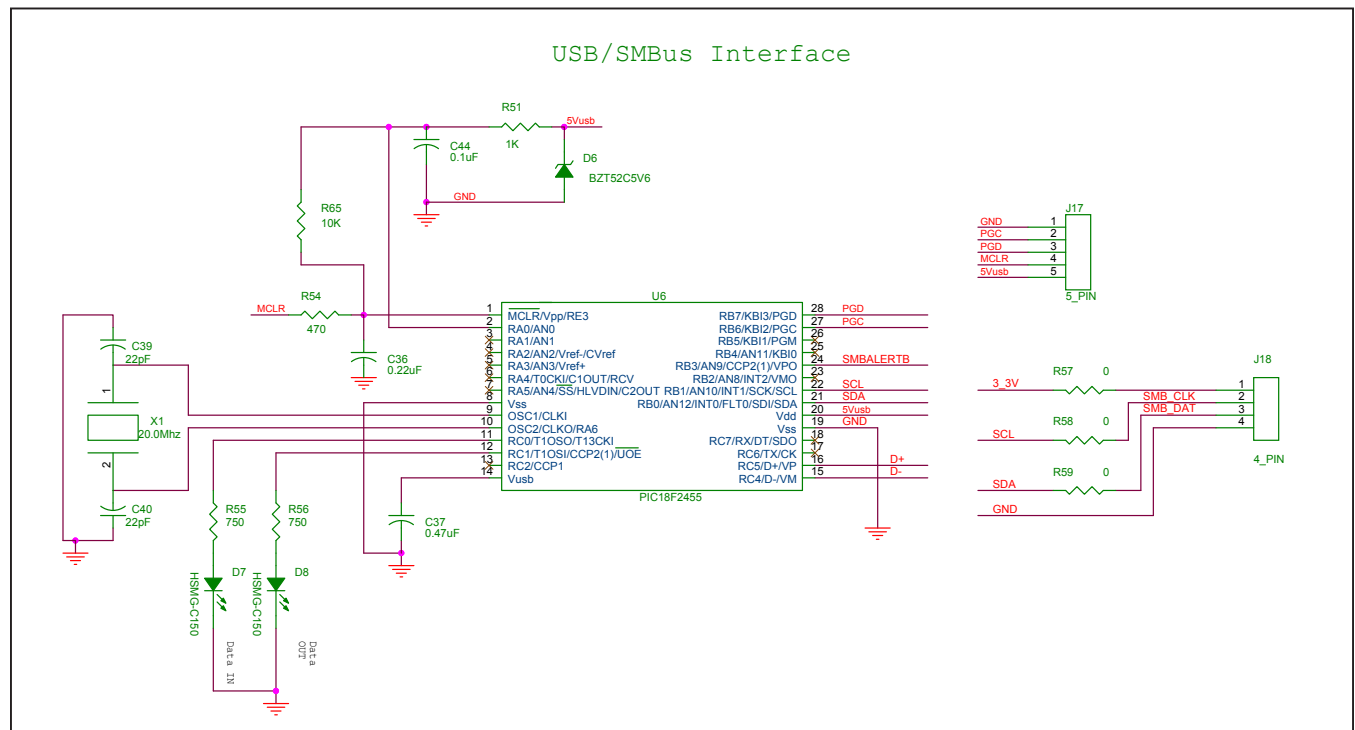 USB/SMBus Interface
R51
1K
5Vusb
C44
0.1uF
D6
BZT52C5V6
GND
R65
10K
MCLR
R54
470
C36
0.22uF
C39
22pF
1
X1
20.0Mhz
2
C40
22pF
R55
750
R56
750
D7
HSMG-C150
D8
HSMG-C150
Data IN
Data
OUT
C37
0.47uF
U6
1 MCLR/Vpp/RE3
2 RA0/AN0
3 RA1/AN1
4 RA2/AN2/Vref-/CVref
5 RA3/AN3/Vref+
6 RA4/T0CKI/C1OUT/RCV
7 RA5/AN4/SS/HLVDIN/C2OUT
8 Vss
9 OSC1/CLKI
10 OSC2/CLKO/RA6
11 RC0/T1OSO/T13CKI
12 RC1/T1OSI/CCP2(1)/UOE
13 RC2/CCP1
14 Vusb
RB7/KBI3/PGD 28 PGD
RB6/KBI2/PGC 27 PGC
RB5/KBI1/PGM 26
RB4/AN11/KBI0 25
RB3/AN9/CCP2(1)/VPO 24 SMBALERTB
RB2/AN8/INT2/VMO 23
RB1/AN10/INT1/SCK/SCL 22 SCL
RB0/AN12/INT0/FLT0/SDI/SDA 21 SDA
Vdd 20 5Vusb
Vss 19 GND
RC7/RX/DT/SDO 18
RC6/TX/CK 17
RC5/D+/VP 16 D+
RC4/D-/VM 15 D-
PIC18F2455
J17
GND 1
PGC 2
PGD 3
MCLR 4
5Vusb 5
5_PIN
J18
3_3V R57 0 1
SMB_CLK 2
SMB_DAT 3
4
SCL R58 0
SDA R59 0
GND
4_PIN